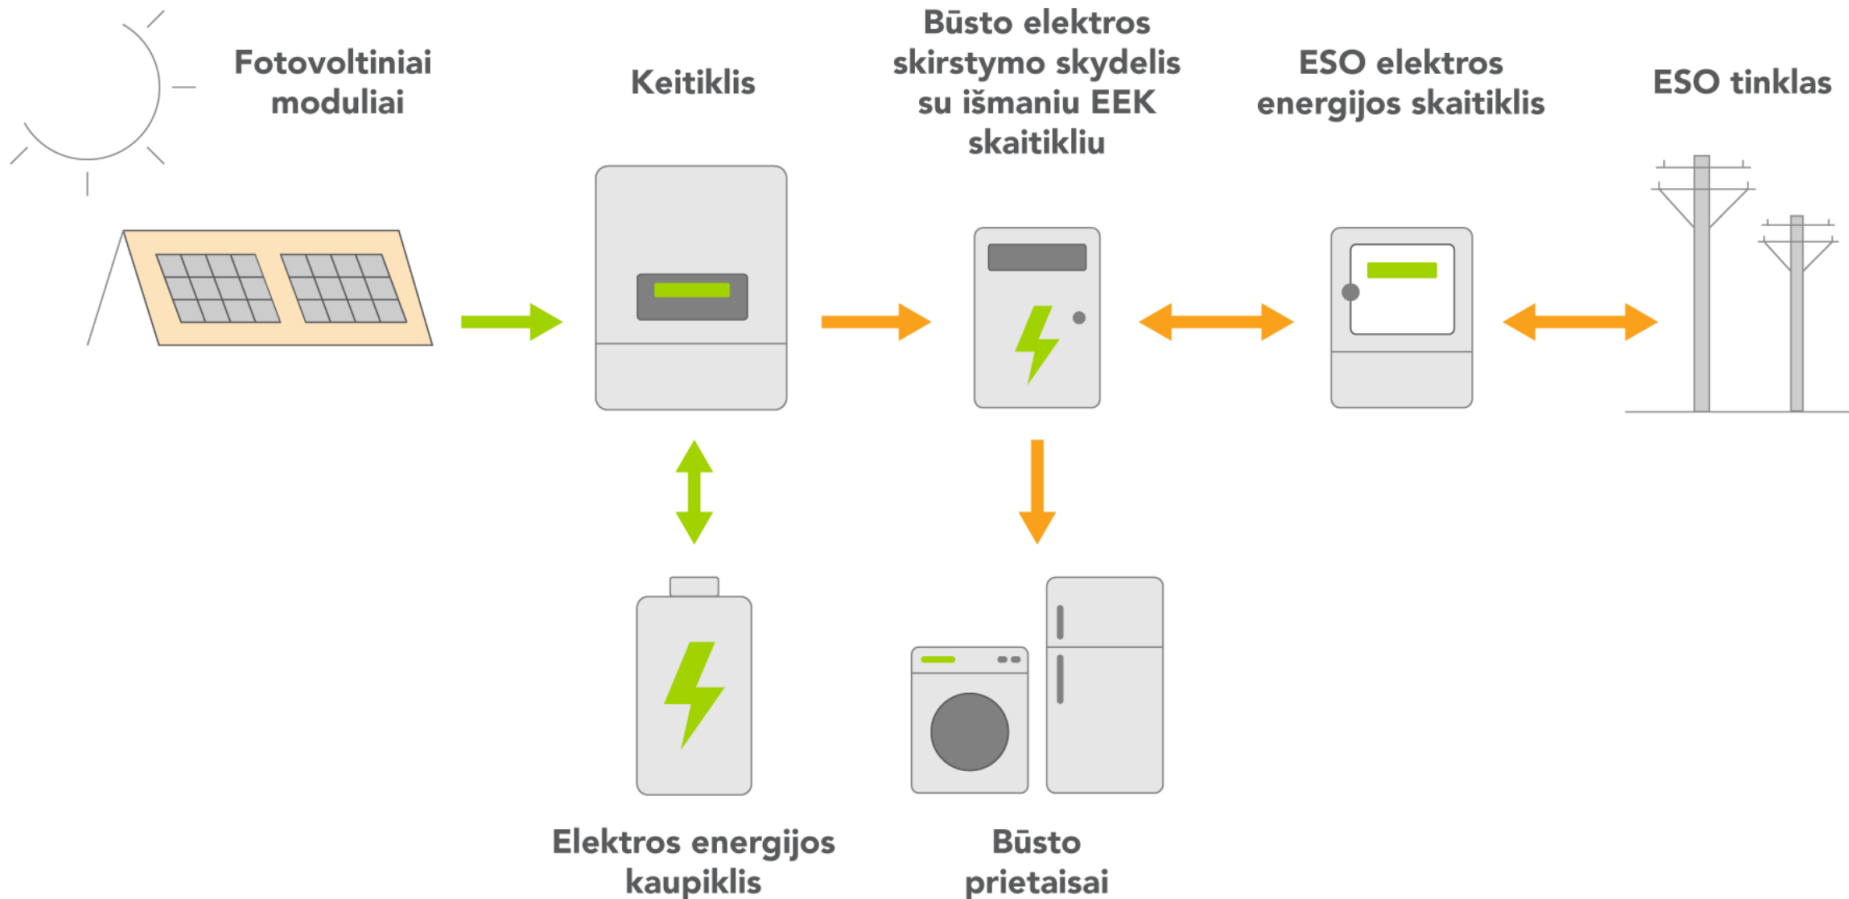 Fotovoltiniai
moduliai
Keitiklis
Būsto elektros
skirstymo skydelis
su išmaniu EEK
skaitikliu
ESO elektros
energijos skaitiklis
ESO tinklas
Elektros energijos
kaupiklis
Būsto
prietaisai